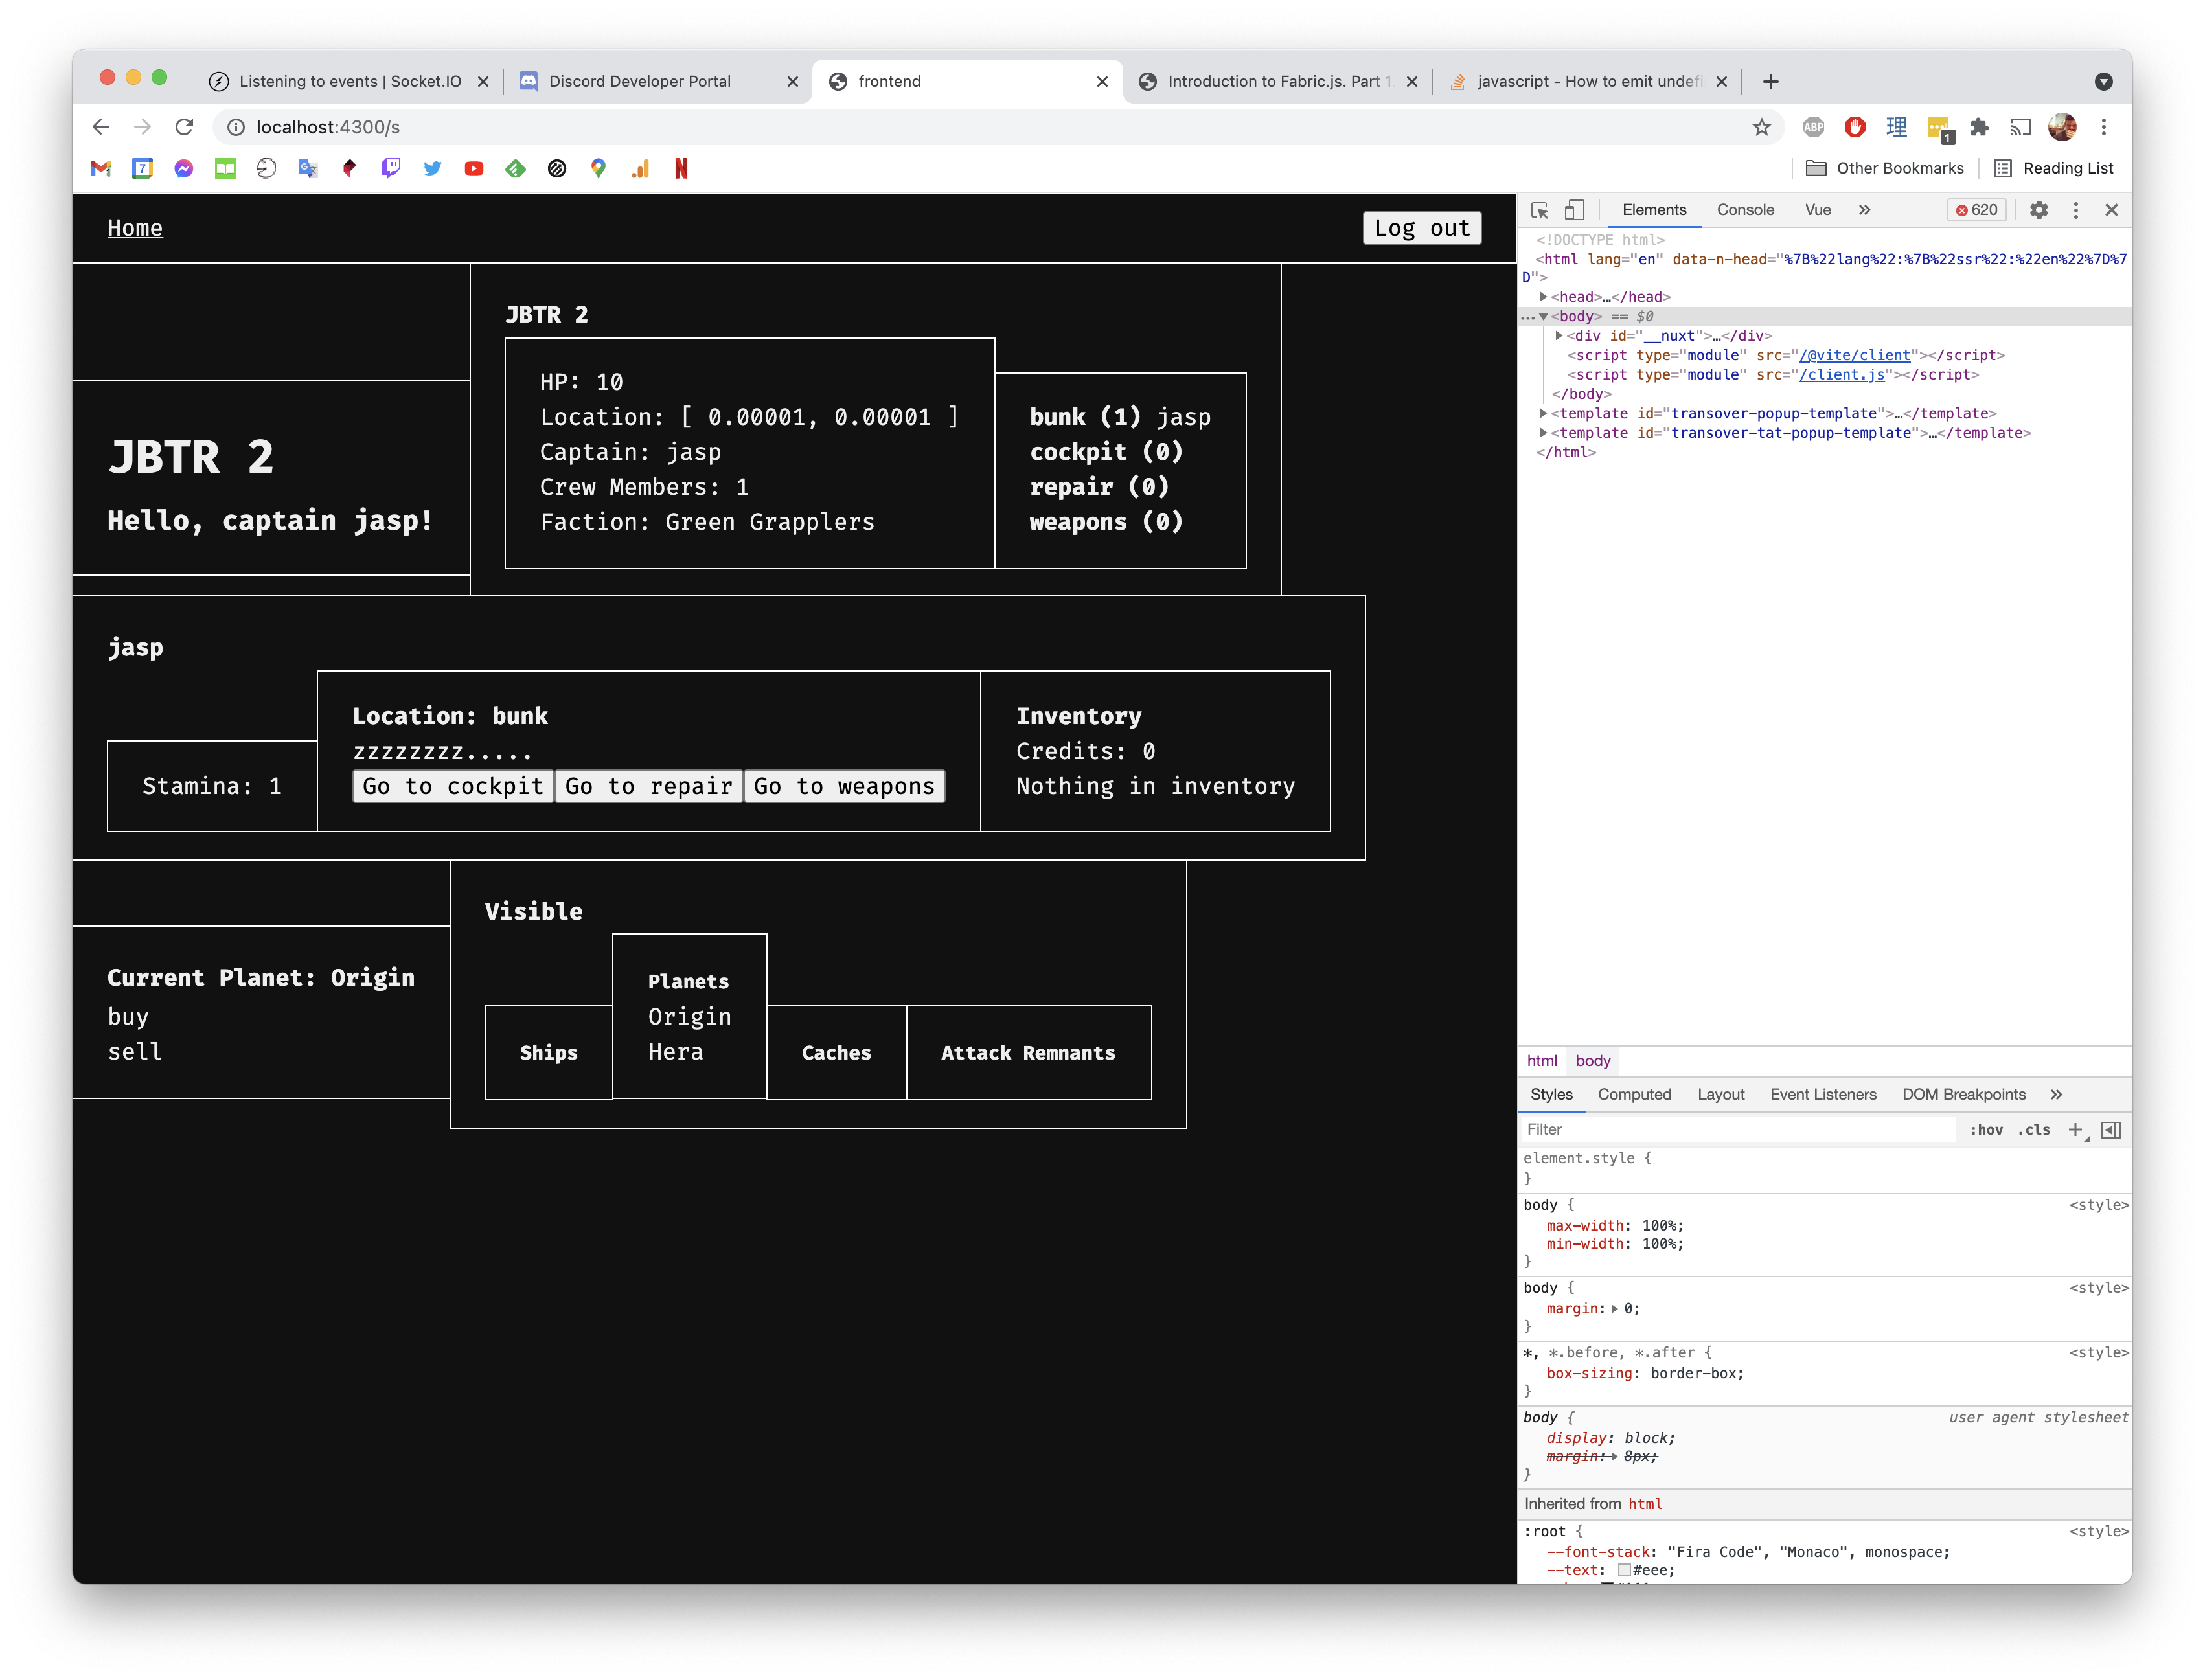 Listening to events | Socket.IO
Discord Developer Portal
frontend
Introduction to Fabric.js. Part 1.
javascript - How to emit undefi
localhost:4300/s
ABP
理
1
7
Other Bookmarks
Reading List
Home
Log out
JBTR 2
HP: 10
Location: [ 0.00001, 0.00001 ]
Captain: jasp
Crew Members: 1
Faction: Green Grapplers
bunk (1) jasp
cockpit (0)
repair (0)
weapons (0)
JBTR 2
Hello, captain jasp!
jasp
Stamina: 1
Location: bunk
zzzzzzzz.....
Go to cockpit
Go to repair
Go to weapons
Inventory
Credits: 0
Nothing in inventory
Current Planet: Origin
buy
sell
Visible
Ships
Planets
Origin
Hera
Caches
Attack Remnants
Elements
Console
Vue
620
<!DOCTYPE html>
<html lang="en" data-n-head="%7B%22lang%22:%7B%22ssr%22:%22en%22%7D%7
D">
<head>…</head>
<body> == $0
<div id="__nuxt">…</div>
<script type="module" src="/@vite/client"></script>
<script type="module" src="/client.js"></script>
</body>
<template id="transover-popup-template">…</template>
<template id="transover-tat-popup-template">…</template>
</html>
html
body
Styles
Computed
Layout
Event Listeners
DOM Breakpoints
Filter
:hov
.cls
element.style {
}
body {
<style>
max-width: 100%;
min-width: 100%;
}
body {
<style>
margin: 0;
}
*, *.before, *.after {
<style>
box-sizing: border-box;
}
body {
user agent stylesheet
display: block;
margin: 8px;
}
Inherited from html
:root {
<style>
--font-stack: "Fira Code", "Monaco", monospace;
--text: #eee;